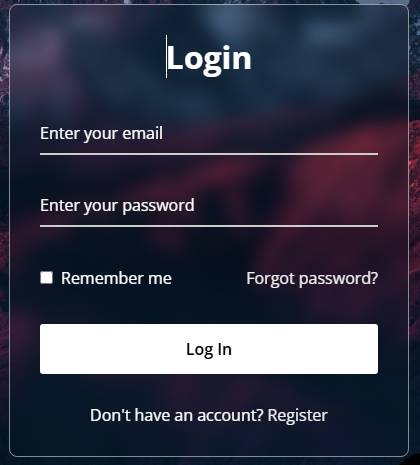 Login
Enter your email
Enter your password
Remember me Forgot password?
Log In
Don't have an account? Register